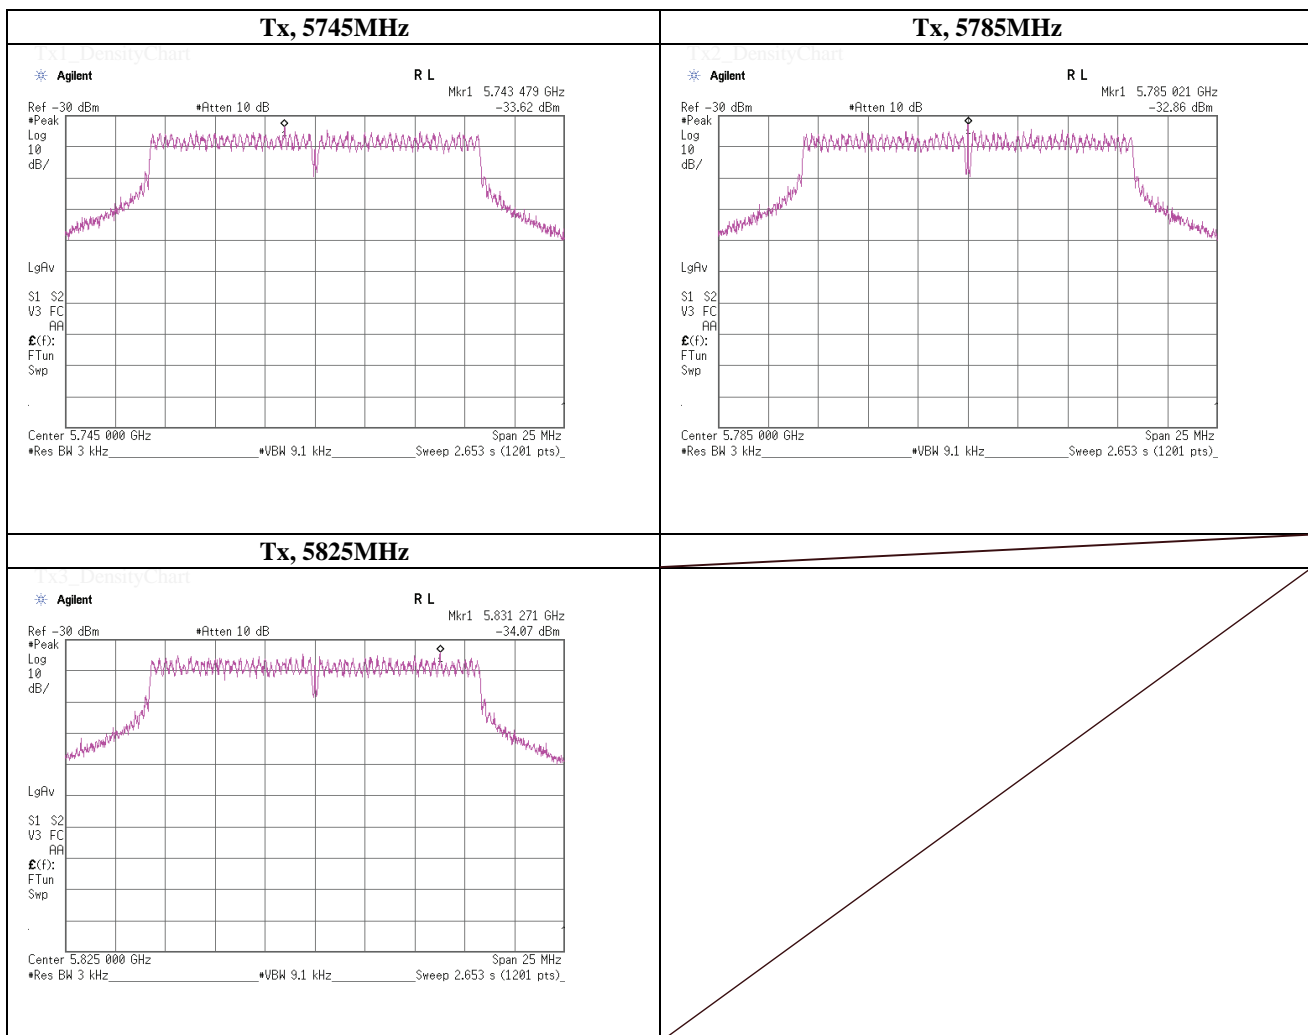 Tx, 5745MHz
Tx1_DensityChart
Agilent
R L
Mkr1 5.743 479 GHz
Ref -30 dBm #Atten 10 dB -33.62 dBm
#Peak
Log
10
dB/
LgAv
S1 S2
V3 FC
AA
£(f):
FTun
Swp
Center 5.745 000 GHz Span 25 MHz
#Res BW 3 kHz #VBW 9.1 kHz Sweep 2.653 s (1201 pts)
Tx, 5785MHz
Tx2_DensityChart
Agilent
R L
Mkr1 5.785 021 GHz
Ref -30 dBm #Atten 10 dB -32.86 dBm
#Peak
Log
10
dB/
LgAv
S1 S2
V3 FC
AA
£(f):
FTun
Swp
Center 5.785 000 GHz Span 25 MHz
#Res BW 3 kHz #VBW 9.1 kHz Sweep 2.653 s (1201 pts)
Tx, 5825MHz
Tx3_DensityChart
Agilent
R L
Mkr1 5.831 271 GHz
Ref -30 dBm #Atten 10 dB -34.07 dBm
#Peak
Log
10
dB/
LgAv
S1 S2
V3 FC
AA
£(f):
FTun
Swp
Center 5.825 000 GHz Span 25 MHz
#Res BW 3 kHz #VBW 9.1 kHz Sweep 2.653 s (1201 pts)